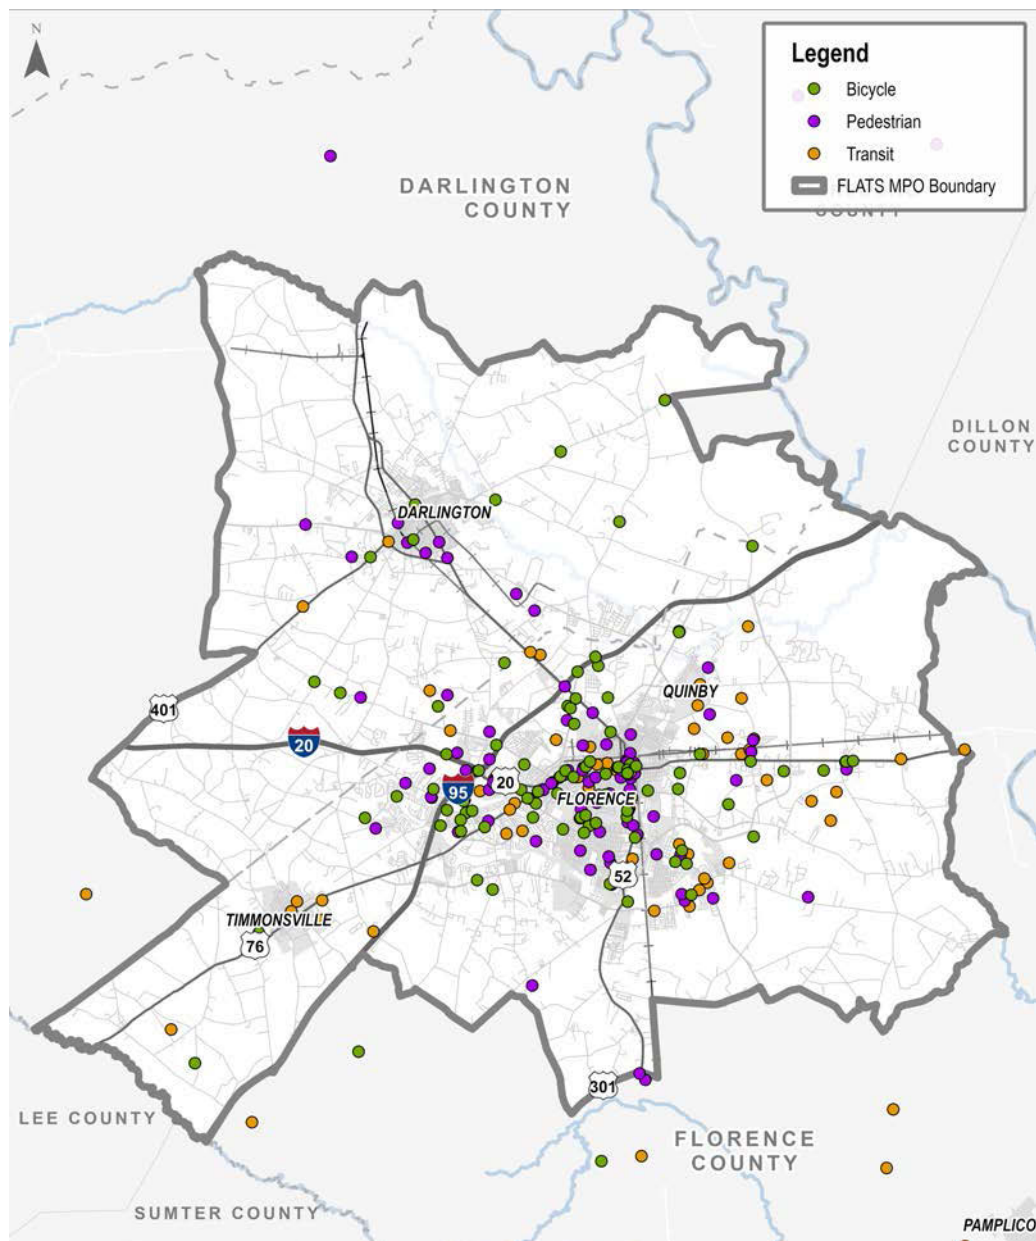 N
Legend
Bicycle
Pedestrian
Transit
FLATS MPO Boundary
DARLINGTON
COUNTY
COUNTY
DILLON
COUNTY
DARLINGTON
QUINBY
401
20
20
95
FLORENCE
52
TIMMONSVILLE
76
301
LEE COUNTY
FLORENCE
COUNTY
SUMTER COUNTY
PAMPLICO